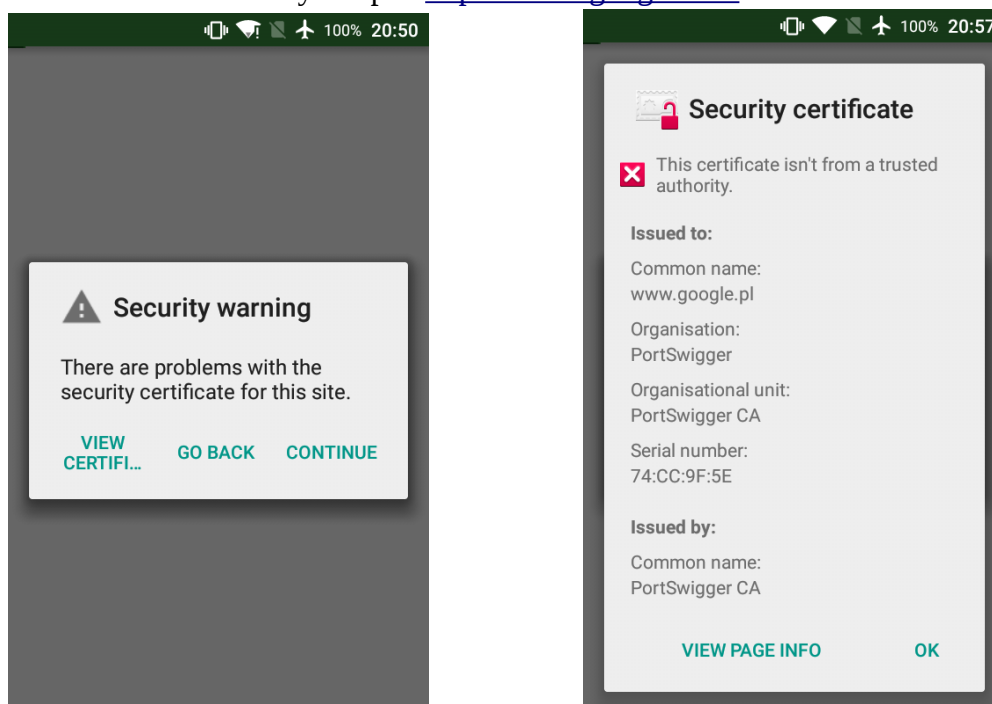 100% 20:50
Security warning
There are problems with the
security certificate for this site.
VIEW
CERTIFI...
GO BACK
CONTINUE
100% 20:57
Security certificate
This certificate isn't from a trusted
authority.
Issued to:
Common name:
www.google.pl
Organisation:
PortSwigger
Organisational unit:
PortSwigger CA
Serial number:
74:CC:9F:5E
Issued by:
Common name:
PortSwigger CA
VIEW PAGE INFO
OK